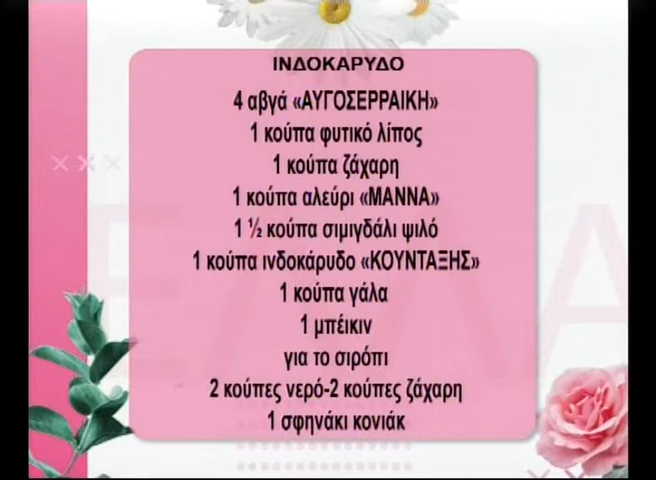 ΙΝΔΟΚΑΡΥΔΟ
4 αβγά «ΑΥΓΟΣΕΡΡΑΙΚΗ»
1 κούπα φυτικό λίπος
1 κούπα ζάχαρη
1 κούπα αλεύρι «ΜΑΝΝΑ»
1 ½ κούπα σιμιγδάλι ψιλό
1 κούπα ινδοκάρυδο «ΚΟΥΝΤΑΞΗΣ»
1 κούπα γάλα
1 μπέικιν
για το σιρόπι
2 κούπες νερό-2 κούπες ζάχαρη
1 σφηνάκι κονιάκ